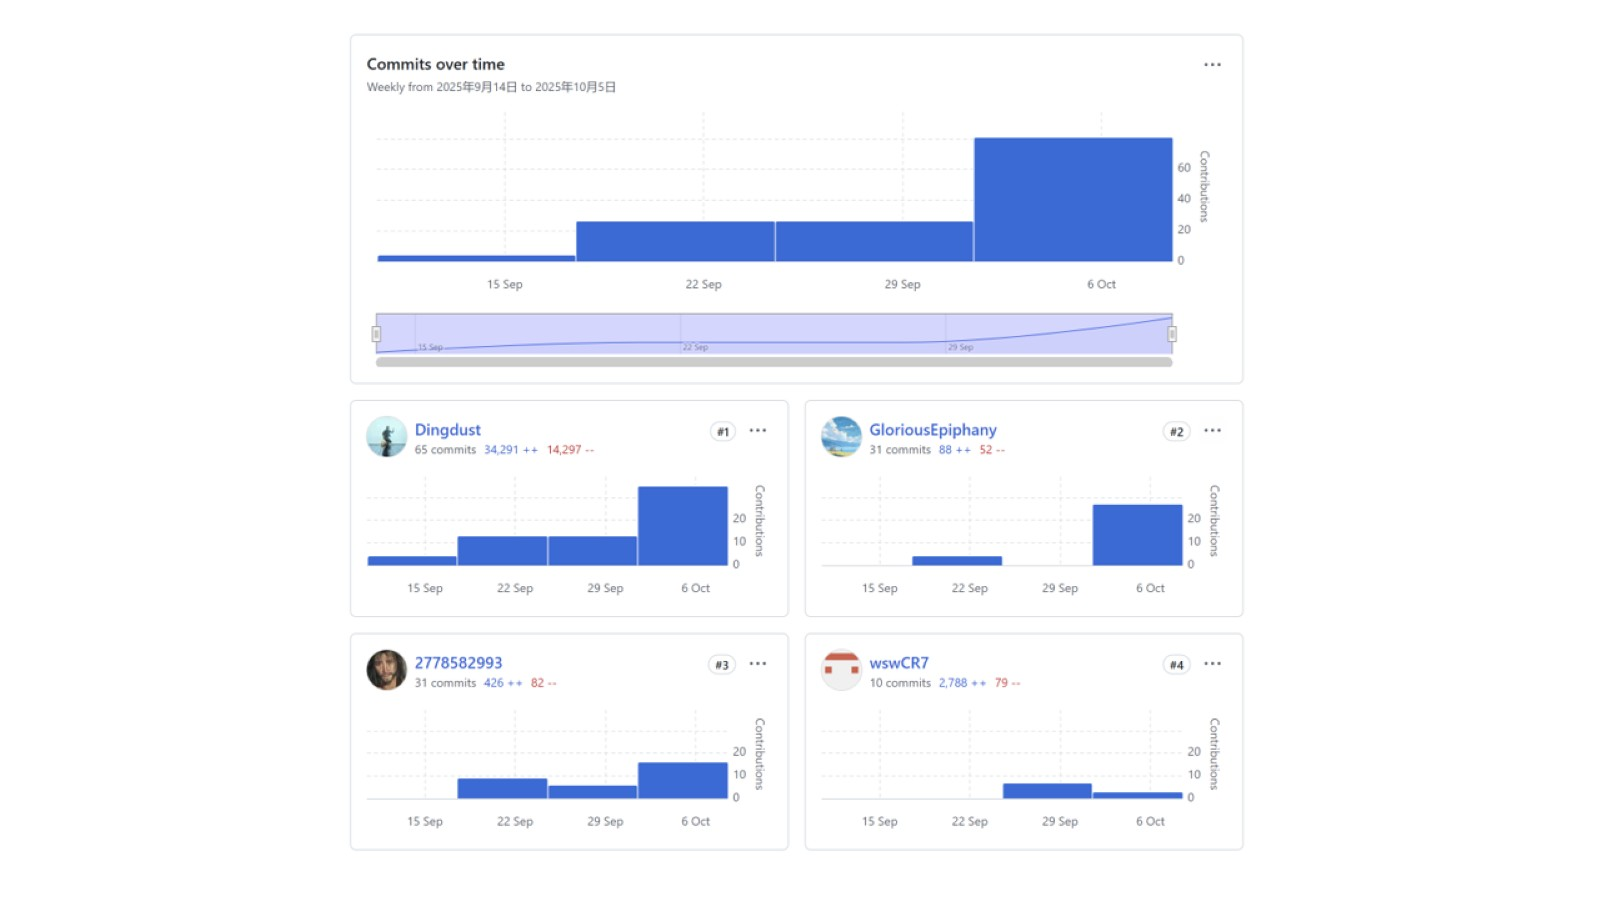 Commits over time
Weekly from 2025年9月14日 to 2025年10月5日
60
40
20
0
Contributions
15 Sep
22 Sep
29 Sep
6 Oct
15 Sep
22 Sep
29 Sep
Dingdust
#1
65 commits 34,291 ++ 14,297 --
20
10
0
Contributions
15 Sep
22 Sep
29 Sep
6 Oct
GloriousEpiphany
#2
31 commits 88 ++ 52 --
20
10
0
Contributions
15 Sep
22 Sep
29 Sep
6 Oct
2778582993
#3
31 commits 426 ++ 82 --
20
10
0
Contributions
15 Sep
22 Sep
29 Sep
6 Oct
wswCR7
#4
10 commits 2,788 ++ 79 --
20
10
0
Contributions
15 Sep
22 Sep
29 Sep
6 Oct